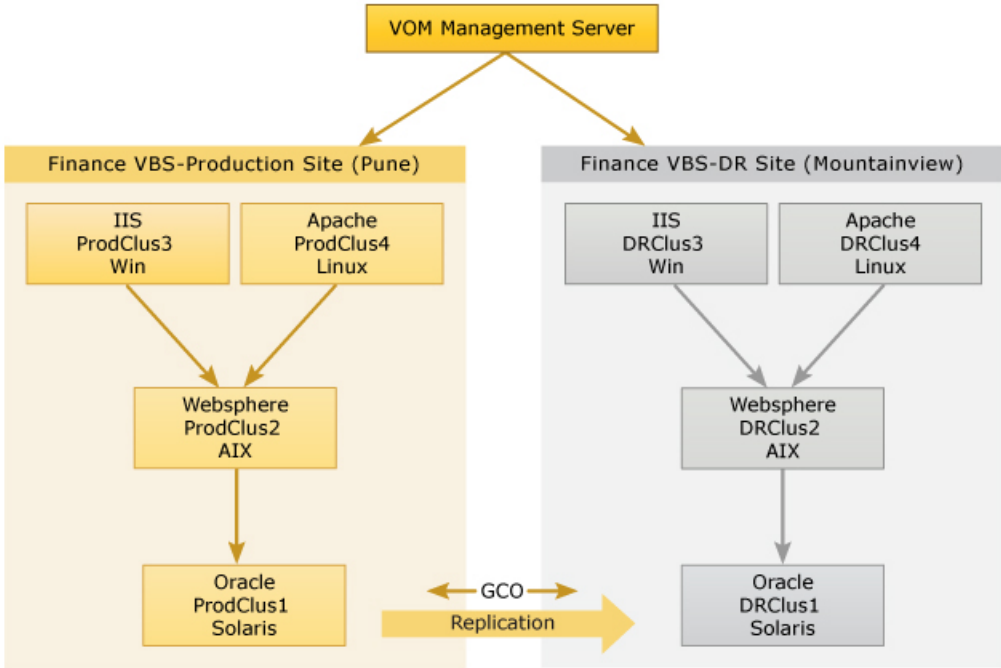 VOM Management Server
Finance VBS-Production Site (Pune)
IIS
ProdClus3
Win
Apache
ProdClus4
Linux
Websphere
ProdClus2
AIX
Oracle
ProdClus1
Solaris
GCO
Replication
Finance VBS-DR Site (Mountainview)
IIS
DRClus3
Win
Apache
DRClus4
Linux
Websphere
DRClus2
AIX
Oracle
DRClus1
Solaris